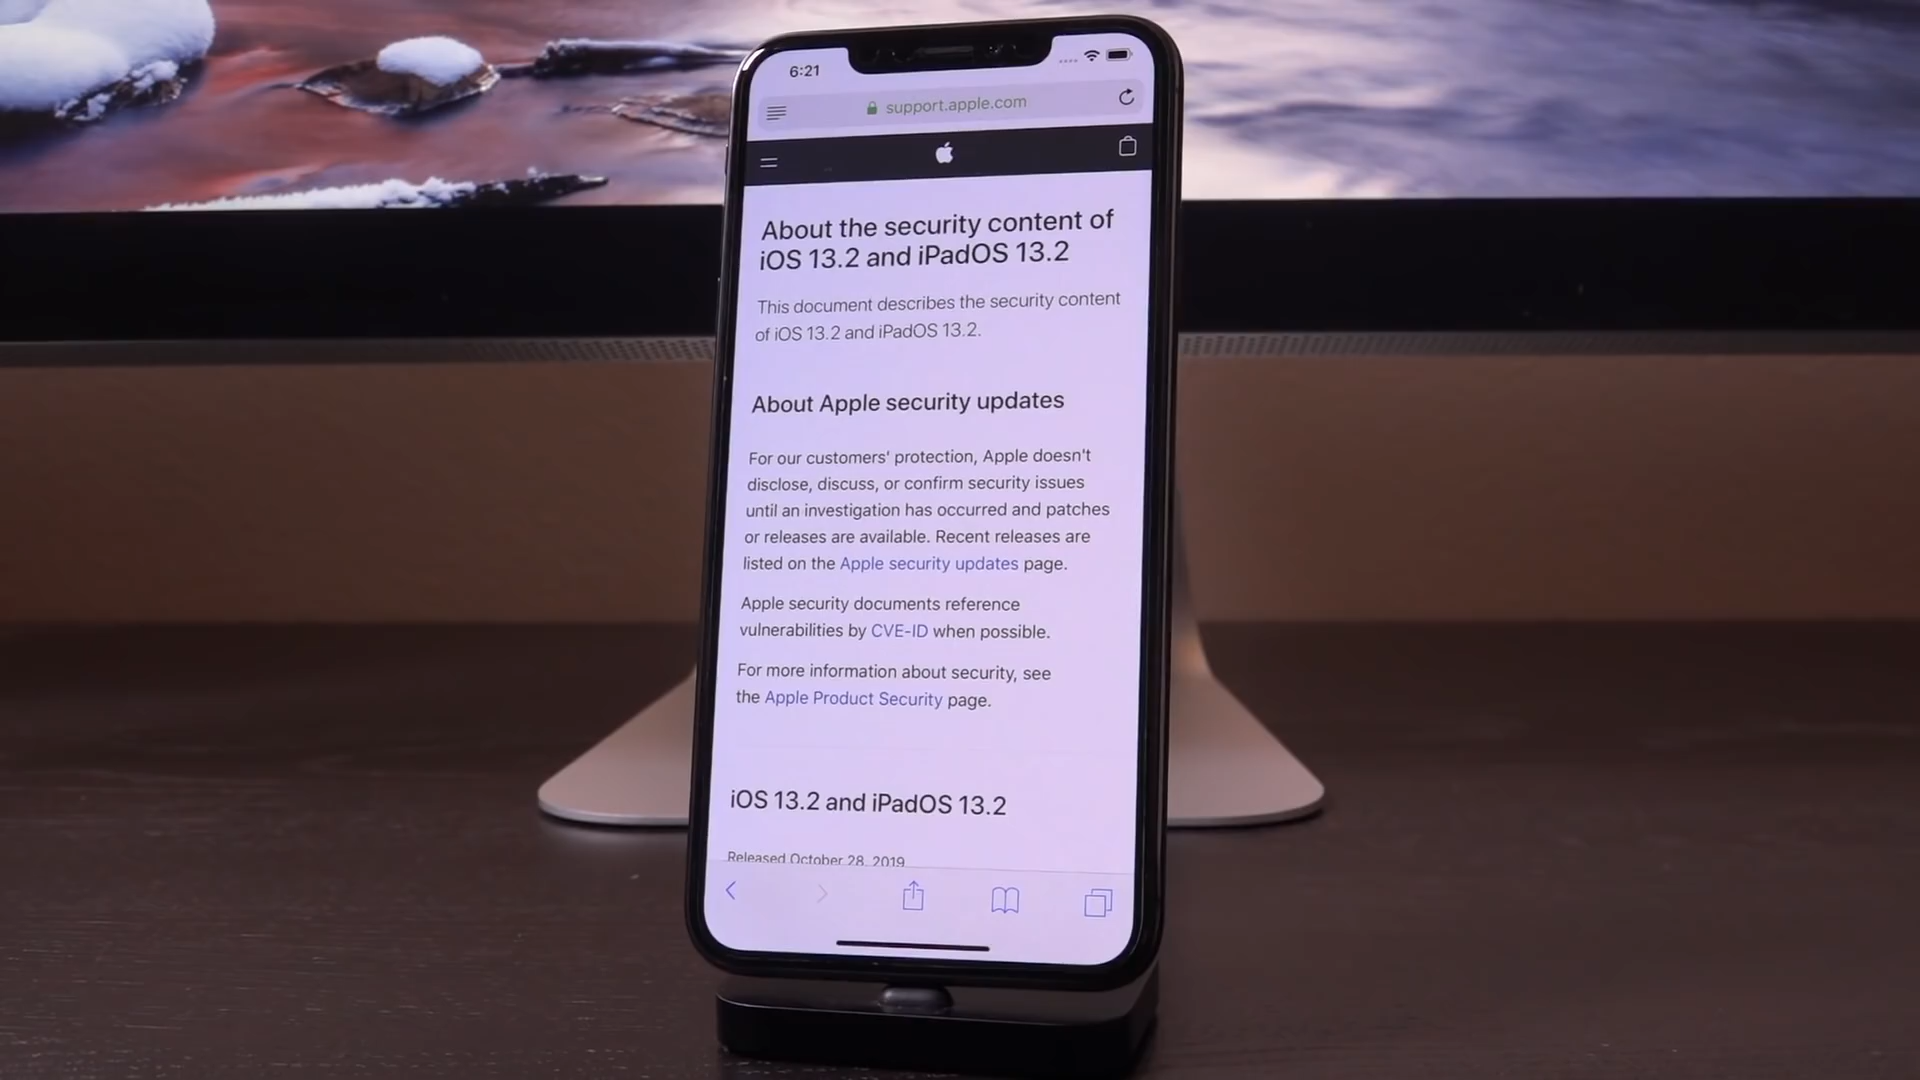 6:21
support.apple.com
About the security content of
iOS 13.2 and iPadOS 13.2
This document describes the security content
of iOS 13.2 and iPadOS 13.2.
About Apple security updates
For our customers' protection, Apple doesn't
disclose, discuss, or confirm security issues
until an investigation has occurred and patches
or releases are available. Recent releases are
listed on the Apple security updates page.
Apple security documents reference
vulnerabilities by CVE-ID when possible.
For more information about security, see
the Apple Product Security page.
iOS 13.2 and iPadOS 13.2
Released October 28, 2019